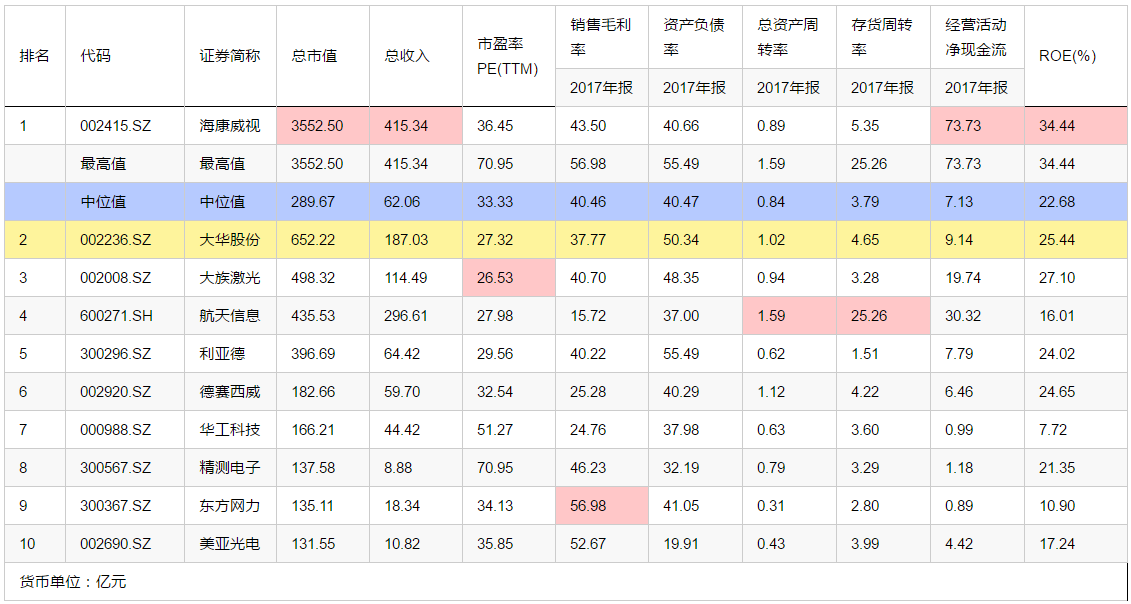 排名 代码 证券简称 总市值 总收入 市盈率PE(TTM) 销售毛利率 资产负债率 总资产周转率 存货周转率 经营活动净现金流 ROE(%)
2017年报 2017年报 2017年报 2017年报 2017年报
1 002415.SZ 海康威视 3552.50 415.34 36.45 43.50 40.66 0.89 5.35 73.73 34.44
最高值 最高值 3552.50 415.34 70.95 56.98 55.49 1.59 25.26 73.73 34.44
中位值 中位值 289.67 62.06 33.33 40.46 40.47 0.84 3.79 7.13 22.68
2 002236.SZ 大华股份 652.22 187.03 27.32 37.77 50.34 1.02 4.65 9.14 25.44
3 002008.SZ 大族激光 498.32 114.49 26.53 40.70 48.35 0.94 3.28 19.74 27.10
4 600271.SH 航天信息 435.53 296.61 27.98 15.72 37.00 1.59 25.26 30.32 16.01
5 300296.SZ 利亚德 396.69 64.42 29.56 40.22 55.49 0.62 1.51 7.79 24.02
6 002920.SZ 德赛西威 182.66 59.70 32.54 25.28 40.29 1.12 4.22 6.46 24.65
7 000988.SZ 华工科技 166.21 44.42 51.27 24.76 37.98 0.63 3.60 0.99 7.72
8 300567.SZ 精测电子 137.58 8.88 70.95 46.23 32.19 0.79 3.29 1.18 21.35
9 300367.SZ 东方网力 135.11 18.34 34.13 56.98 41.05 0.31 2.80 0.89 10.90
10 002690.SZ 美亚光电 131.55 10.82 35.85 52.67 19.91 0.43 3.99 4.42 17.24
货币单位：亿元